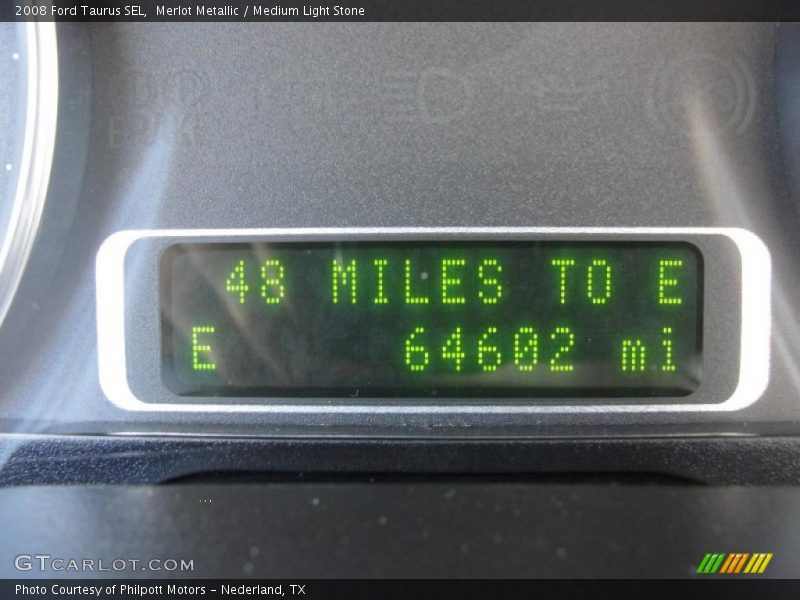 2008 Ford Taurus SEL, Merlot Metallic / Medium Light Stone
48 MILES TO E
E 64602 mi
GTCARLOT.COM
Photo Courtesy of Philpott Motors - Nederland, TX